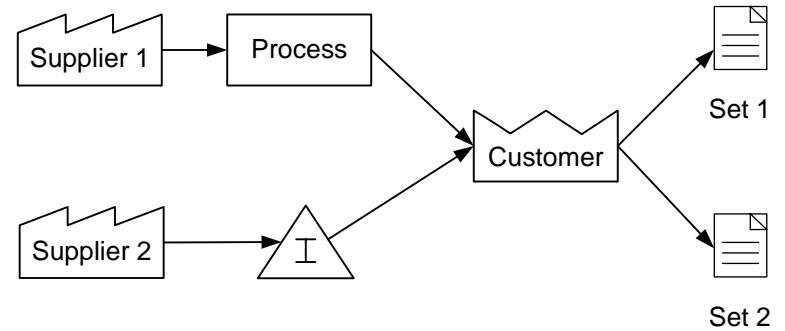 Supplier 1
Process
Set 1
Customer
Supplier 2
I
Set 2